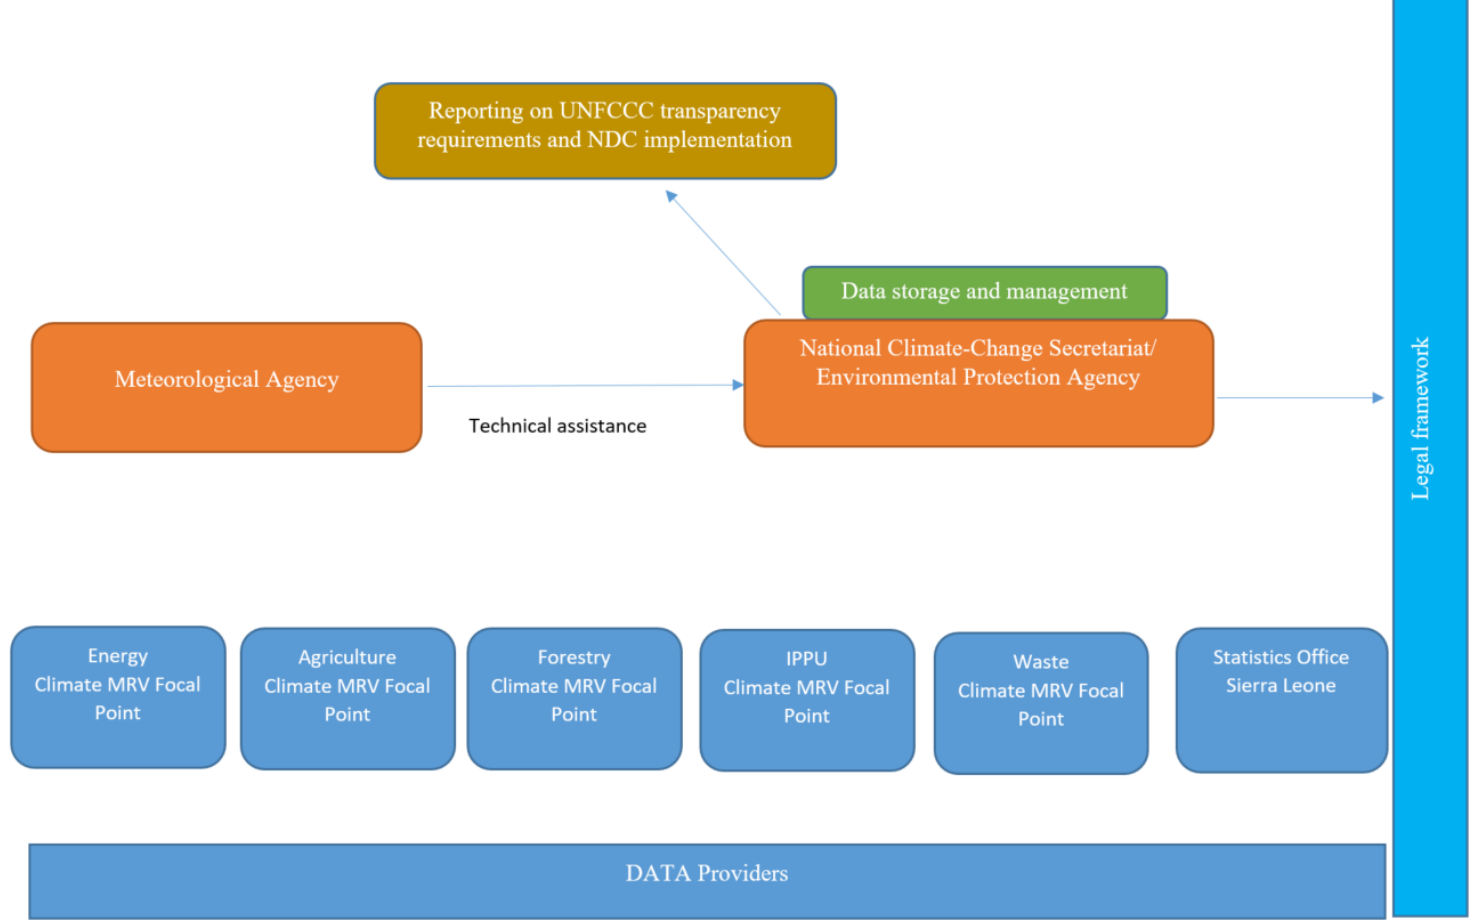 Reporting on UNFCCC transparency
requirements and NDC implementation
Data storage and management
National Climate-Change Secretariat/
Environmental Protection Agency
Meteorological Agency
Technical assistance
Legal framework
Energy
Climate MRV Focal
Point
Agriculture
Climate MRV Focal
Point
Forestry
Climate MRV Focal
Point
IPPU
Climate MRV Focal
Point
Waste
Climate MRV Focal
Point
Statistics Office
Sierra Leone
DATA Providers